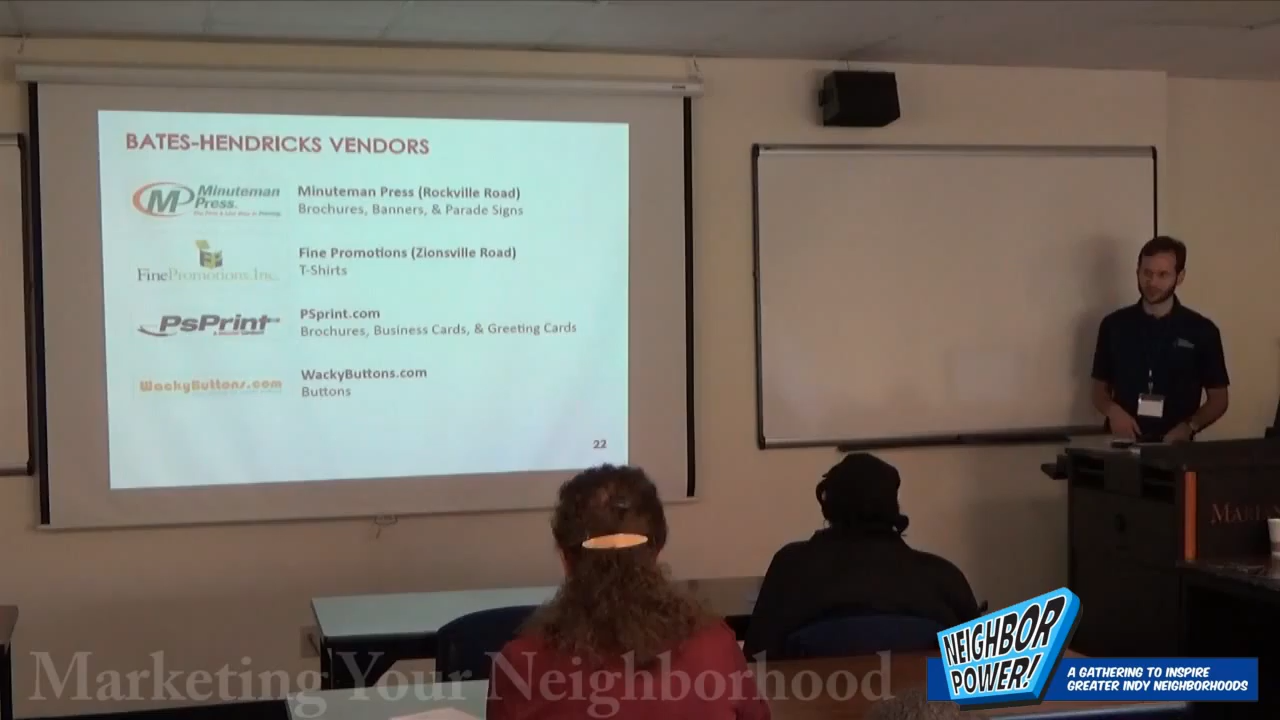 BATES-HENDRICKS VENDORS
Minuteman
Press
Minuteman Press (Rockville Road)
Brochures, Banners, & Parade Signs
FinePromotions, Inc.
Fine Promotions (Zionsville Road)
T-Shirts
PsPrint
PSprint.com
Brochures, Business Cards, & Greeting Cards
WackyButtons.com
WackyButtons.com
Buttons
22
Marketing Your Neighborhood
NEIGHBOR
POWER!
A GATHERING TO INSPIRE
GREATER INDY NEIGHBORHOODS